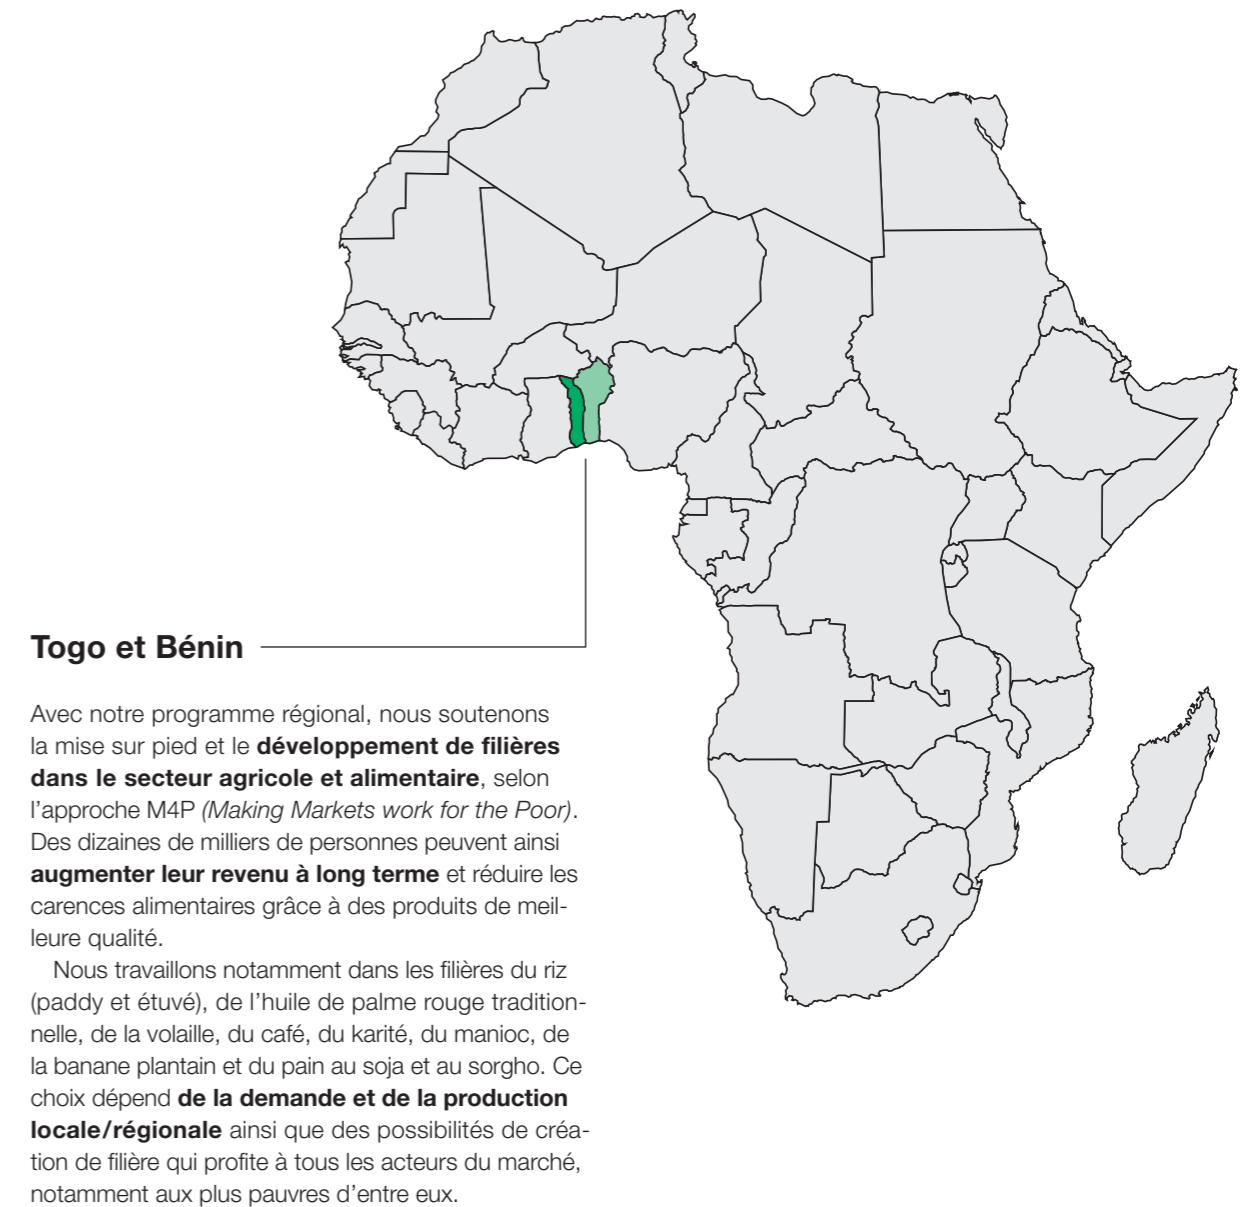 Togo et Bénin
Avec notre programme régional, nous soutenons
la mise sur pied et le développement de filières
dans le secteur agricole et alimentaire, selon
l’approche M4P (Making Markets work for the Poor).
Des dizaines de milliers de personnes peuvent ainsi
augmenter leur revenu à long terme et réduire les
carences alimentaires grâce à des produits de meil-
leure qualité.
Nous travaillons notamment dans les filières du riz
(paddy et étuvé), de l’huile de palme rouge tradition-
nelle, de la volaille, du café, du karité, du manioc, de
la banane plantain et du pain au soja et au sorgho. Ce
choix dépend de la demande et de la production
locale/régionale ainsi que des possibilités de créa-
tion de filière qui profite à tous les acteurs du marché,
notamment aux plus pauvres d’entre eux.